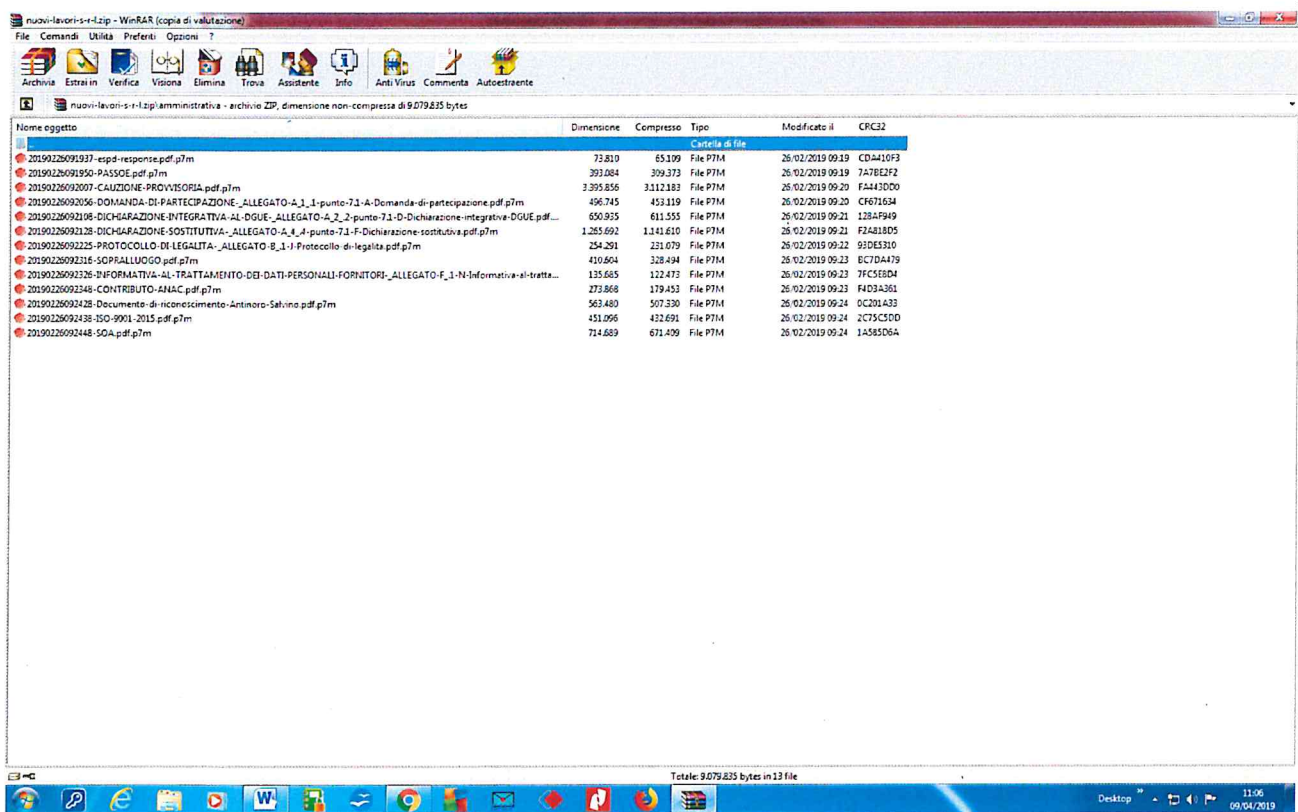 nuovi-lavori-s-r-l.zip - WinRAR (copia di valutazione)
File Comandi Utilità Preferiti Opzioni ?
Archivia Estrai in Verifica Visiona Elimina Trova Assistente Info Anti Virus Commenta Autoestraente
nuovi-lavori-s-r-l.zip\amministrativa - archivio ZIP, dimensione non-compressa di 9.079.835 bytes
Nome oggetto Dimensione Compresso Tipo Modificato il CRC32
.. Cartella di file
20190226091937-espd-response.pdf.p7m 73.810 65.109 File P7M 26/02/2019 09:19 CDA410F3
20190226091950-PASSOE.pdf.p7m 393.084 309.373 File P7M 26/02/2019 09:19 7A7BE2F2
20190226092007-CAUZIONE-PROVVISORIA.pdf.p7m 3.395.856 3.112.183 File P7M 26/02/2019 09:20 FA443DD0
20190226092056-DOMANDA-DI-PARTECIPAZIONE-_ALLEGATO-A_1_.1-punto-7.1-A-Domanda-di-partecipazione.pdf.p7m 496.745 453.119 File P7M 26/02/2019 09:20 CF671634
20190226092108-DICHIARAZIONE-INTEGRATIVA-AL-DGUE-_ALLEGATO-A_2_.2-punto-7.1-D-Dichiarazione-integrativa-DGUE.pdf.... 650.935 611.555 File P7M 26/02/2019 09:21 128AF949
20190226092128-DICHIARAZIONE-SOSTITUTIVA-_ALLEGATO-A_4_.4-punto-7.1-F-Dichiarazione-sostitutiva.pdf.p7m 1.265.692 1.141.610 File P7M 26/02/2019 09:21 F2A818D5
20190226092225-PROTOCOLLO-DI-LEGALITA-_ALLEGATO-B_.1-J-Protocollo-di-legalita.pdf.p7m 254.291 231.079 File P7M 26/02/2019 09:22 93DE5310
20190226092316-SOPRALLUOGO.pdf.p7m 410.604 328.494 File P7M 26/02/2019 09:23 BC7DA479
20190226092326-INFORMATIVA-AL-TRATTAMENTO-DEI-DATI-PERSONALI-FORNITORI-_ALLEGATO-F_.1-N-Informativa-al-tratta... 135.685 122.473 File P7M 26/02/2019 09:23 7FC5E8D4
20190226092348-CONTRIBUTO-ANAC.pdf.p7m 273.868 179.453 File P7M 26/02/2019 09:23 F4D3A361
20190226092428-Documento-di-riconoscimento-Antinoro-Salvino.pdf.p7m 563.480 507.330 File P7M 26/02/2019 09:24 0C201A33
20190226092438-ISO-9001-2015.pdf.p7m 451.096 432.691 File P7M 26/02/2019 09:24 2C75C5DD
20190226092448-SOA.pdf.p7m 714.689 671.409 File P7M 26/02/2019 09:24 1A585D6A
Totale: 9.079.835 bytes in 13 file
Desktop 11:06
09/04/2019